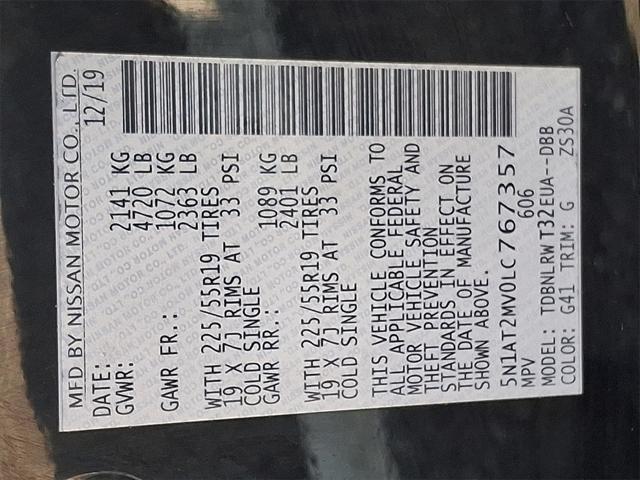 MFD BY NISSAN MOTOR CO., LTD.
DATE: 12/19
GVWR: 2141 KG
4720 LB
GAWR FR.: 1072 KG
2363 LB
WITH 225/55R19 TIRES
19 X 7J RIMS AT 33 PSI
COLD SINGLE
GAWR RR.: 1089 KG
2401 LB
WITH 225/55R19 TIRES
19 X 7J RIMS AT 33 PSI
COLD SINGLE
THIS VEHICLE CONFORMS TO
ALL APPLICABLE FEDERAL
MOTOR VEHICLE SAFETY AND
THEFT PREVENTION
STANDARDS IN EFFECT ON
THE DATE OF MANUFACTURE
SHOWN ABOVE.
5N1AT2MV0LC767357
MPV 606
MODEL: TDBNLRWT32EUA--DBB
COLOR: G41 TRIM: G ZS30A